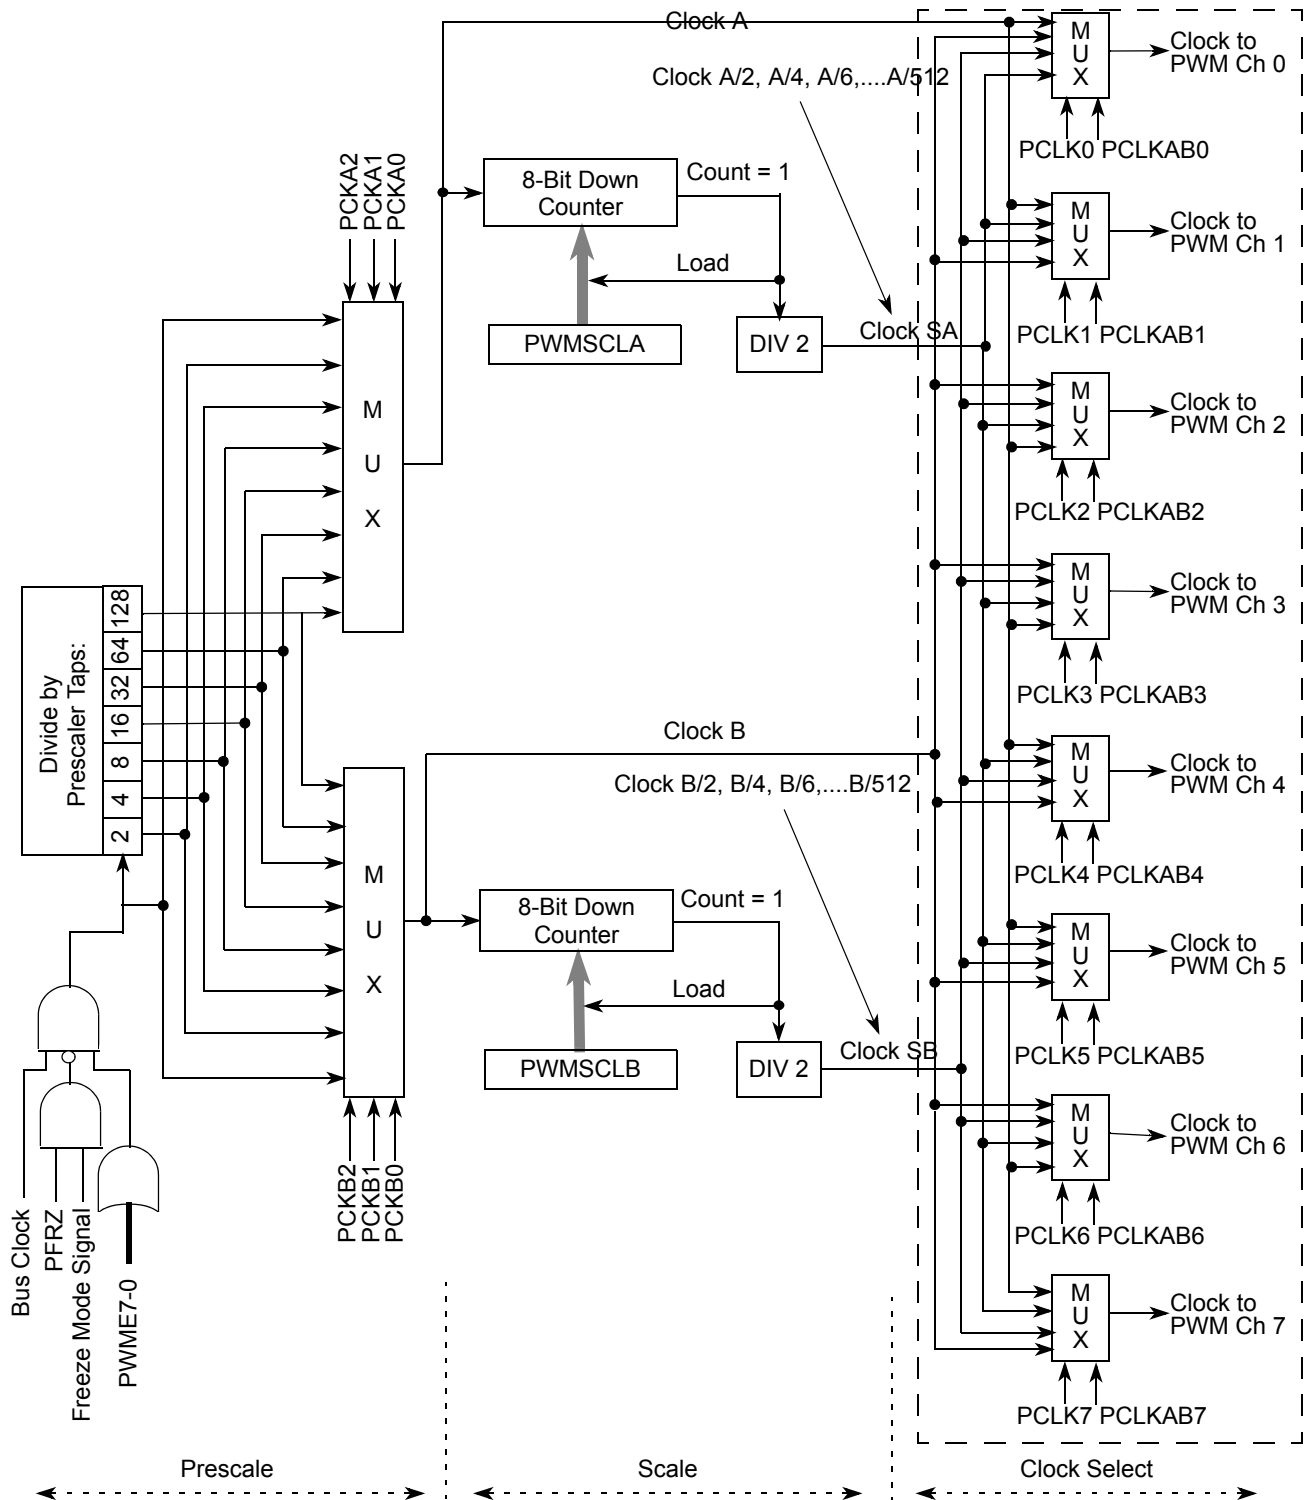 Clock A
Clock A/2, A/4, A/6,....A/512
PCKA2
PCKA1
PCKA0
8-Bit Down
Counter
Count = 1
Load
PWMSCLA
DIV 2
Clock SA
M
U
X
Divide by
Prescaler Taps:
128
64
32
16
8
4
2
Clock B
Clock B/2, B/4, B/6,....B/512
M
U
X
8-Bit Down
Counter
Count = 1
Load
PWMSCLB
DIV 2
Clock SB
PCKB2
PCKB1
PCKB0
Bus Clock
PFRZ
Freeze Mode Signal
PWME7-0
M
U
X
Clock to
PWM Ch 0
PCLK0 PCLKAB0
M
U
X
Clock to
PWM Ch 1
PCLK1 PCLKAB1
M
U
X
Clock to
PWM Ch 2
PCLK2 PCLKAB2
M
U
X
Clock to
PWM Ch 3
PCLK3 PCLKAB3
M
U
X
Clock to
PWM Ch 4
PCLK4 PCLKAB4
M
U
X
Clock to
PWM Ch 5
PCLK5 PCLKAB5
M
U
X
Clock to
PWM Ch 6
PCLK6 PCLKAB6
M
U
X
Clock to
PWM Ch 7
PCLK7 PCLKAB7
Prescale
Scale
Clock Select